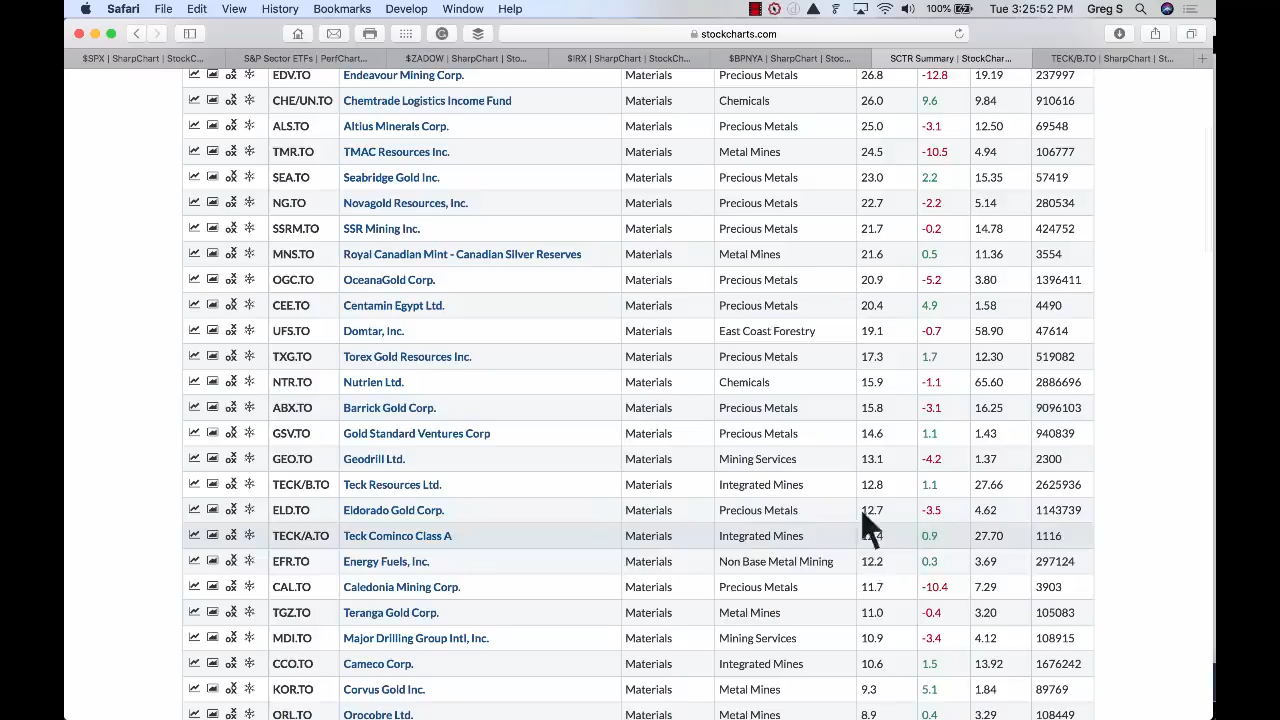 Safari File Edit View History Bookmarks Develop Window Help 100% Tue 3:25:52 PM Greg S
stockcharts.com
$SPX | SharpChart | StockC... S&P Sector ETFs | PerfChart... $ZADOW | SharpChart | Sto... $IRX | SharpChart | StockCh... $BPNYA | SharpChart | Stoc... SCTR Summary | StockChar... TECK/B.TO | SharpChart | St...
EDV.TO Endeavour Mining Corp. Materials Precious Metals 26.8 -12.8 19.19 237997
CHE/UN.TO Chemtrade Logistics Income Fund Materials Chemicals 26.0 9.6 9.84 910616
ALS.TO Altius Minerals Corp. Materials Precious Metals 25.0 -3.1 12.50 69548
TMR.TO TMAC Resources Inc. Materials Metal Mines 24.5 -10.5 4.94 106777
SEA.TO Seabridge Gold Inc. Materials Precious Metals 23.0 2.2 15.35 57419
NG.TO Novagold Resources, Inc. Materials Precious Metals 22.7 -2.2 5.14 280534
SSRM.TO SSR Mining Inc. Materials Precious Metals 21.7 -0.2 14.78 424752
MNS.TO Royal Canadian Mint - Canadian Silver Reserves Materials Metal Mines 21.6 0.5 11.36 3554
OGC.TO OceanaGold Corp. Materials Precious Metals 20.9 -5.2 3.80 1396411
CEE.TO Centamin Egypt Ltd. Materials Precious Metals 20.4 4.9 1.58 4490
UFS.TO Domtar, Inc. Materials East Coast Forestry 19.1 -0.7 58.90 47614
TXG.TO Torex Gold Resources Inc. Materials Precious Metals 17.3 1.7 12.30 519082
NTR.TO Nutrien Ltd. Materials Chemicals 15.9 -1.1 65.60 2886696
ABX.TO Barrick Gold Corp. Materials Precious Metals 15.8 -3.1 16.25 9096103
GSV.TO Gold Standard Ventures Corp Materials Precious Metals 14.6 1.1 1.43 940839
GEO.TO Geodrill Ltd. Materials Mining Services 13.1 -4.2 1.37 2300
TECK/B.TO Teck Resources Ltd. Materials Integrated Mines 12.8 1.1 27.66 2625936
ELD.TO Eldorado Gold Corp. Materials Precious Metals 12.7 -3.5 4.62 1143739
TECK/A.TO Teck Cominco Class A Materials Integrated Mines 0.9 27.70 1116
EFR.TO Energy Fuels, Inc. Materials Non Base Metal Mining 12.2 0.3 3.69 297124
CAL.TO Caledonia Mining Corp. Materials Precious Metals 11.7 -10.4 7.29 3903
TGZ.TO Teranga Gold Corp. Materials Metal Mines 11.0 -0.4 3.20 105083
MDI.TO Major Drilling Group Intl, Inc. Materials Mining Services 10.9 -3.4 4.12 108915
CCO.TO Cameco Corp. Materials Integrated Mines 10.6 1.5 13.92 1676242
KOR.TO Corvus Gold Inc. Materials Metal Mines 9.3 5.1 1.84 89769
ORL.TO Orocobre Ltd. Materials Metal Mines 8.9 0.4 3.29 108449